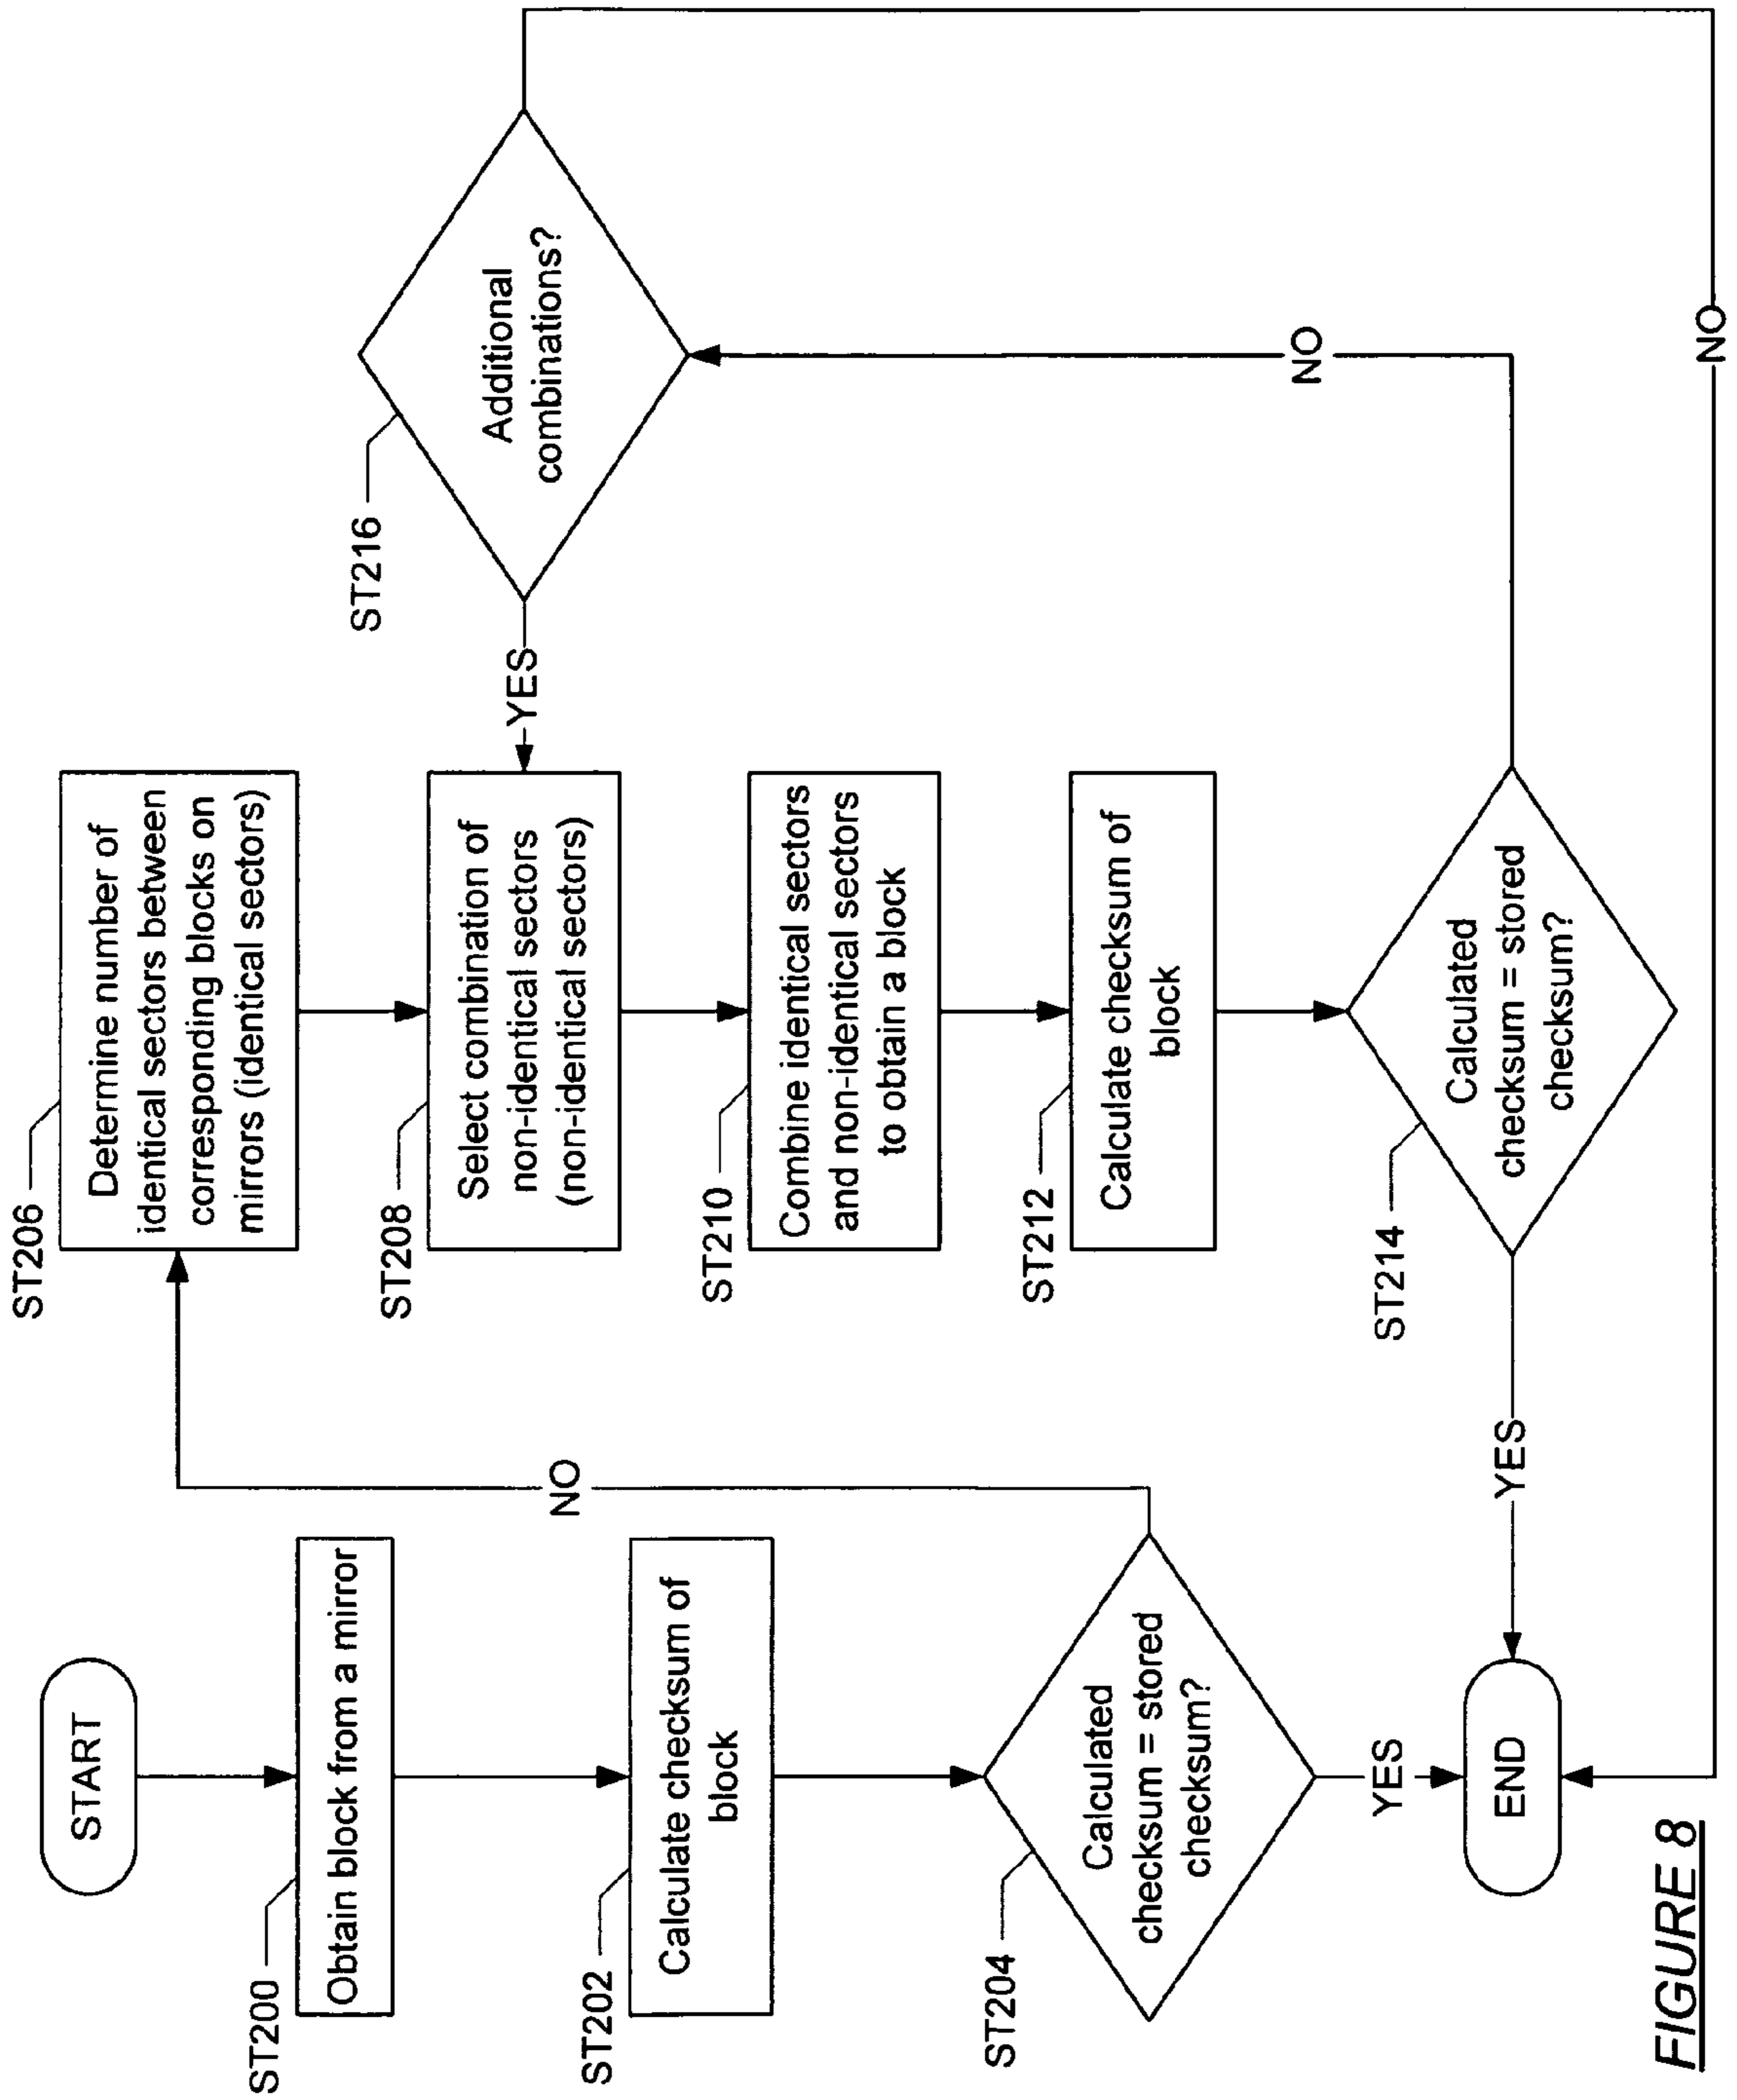 START
ST200
Obtain block from a mirror
ST202
Calculate checksum of
block
ST204
Calculated
checksum = stored
checksum?
YES
END
NO
ST206
Determine number of
identical sectors between
corresponding blocks on
mirrors (identical sectors)
ST208
Select combination of
non-identical sectors
(non-identical sectors)
ST210
Combine identical sectors
and non-identical sectors
to obtain a block
ST212
Calculate checksum of
block
ST214
Calculated
checksum = stored
checksum?
YES
NO
ST216
Additional
combinations?
YES
NO
FIGURE 8